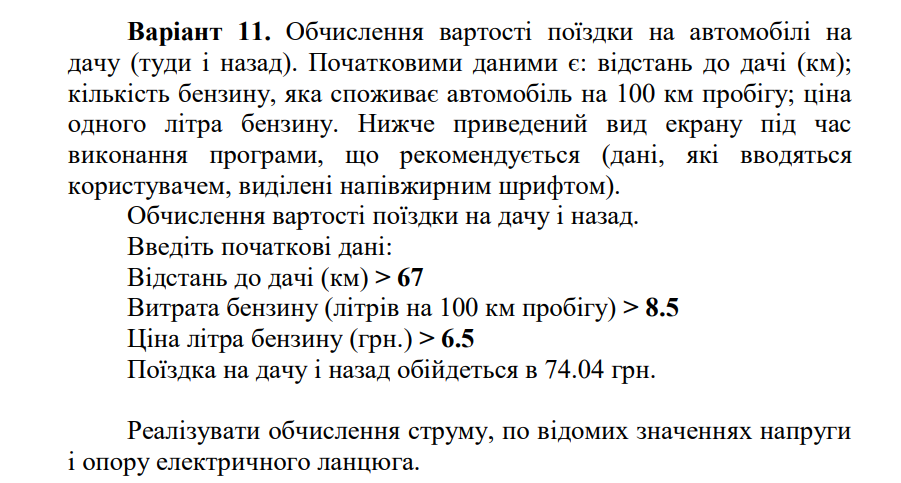 Варіант 11. Обчислення вартості поїздки на автомобілі на
дачу (туди і назад). Початковими даними є: відстань до дачі (км);
кількість бензину, яка споживає автомобіль на 100 км пробігу; ціна
одного літра бензину. Нижче приведений вид екрану під час
виконання програми, що рекомендується (дані, які вводяться
користувачем, виділені напівжирним шрифтом).
Обчислення вартості поїздки на дачу і назад.
Введіть початкові дані:
Відстань до дачі (км) > 67
Витрата бензину (літрів на 100 км пробігу) > 8.5
Ціна літра бензину (грн.) > 6.5
Поїздка на дачу і назад обійдеться в 74.04 грн.
Реалізувати обчислення струму, по відомих значеннях напруги
і опору електричного ланцюга.